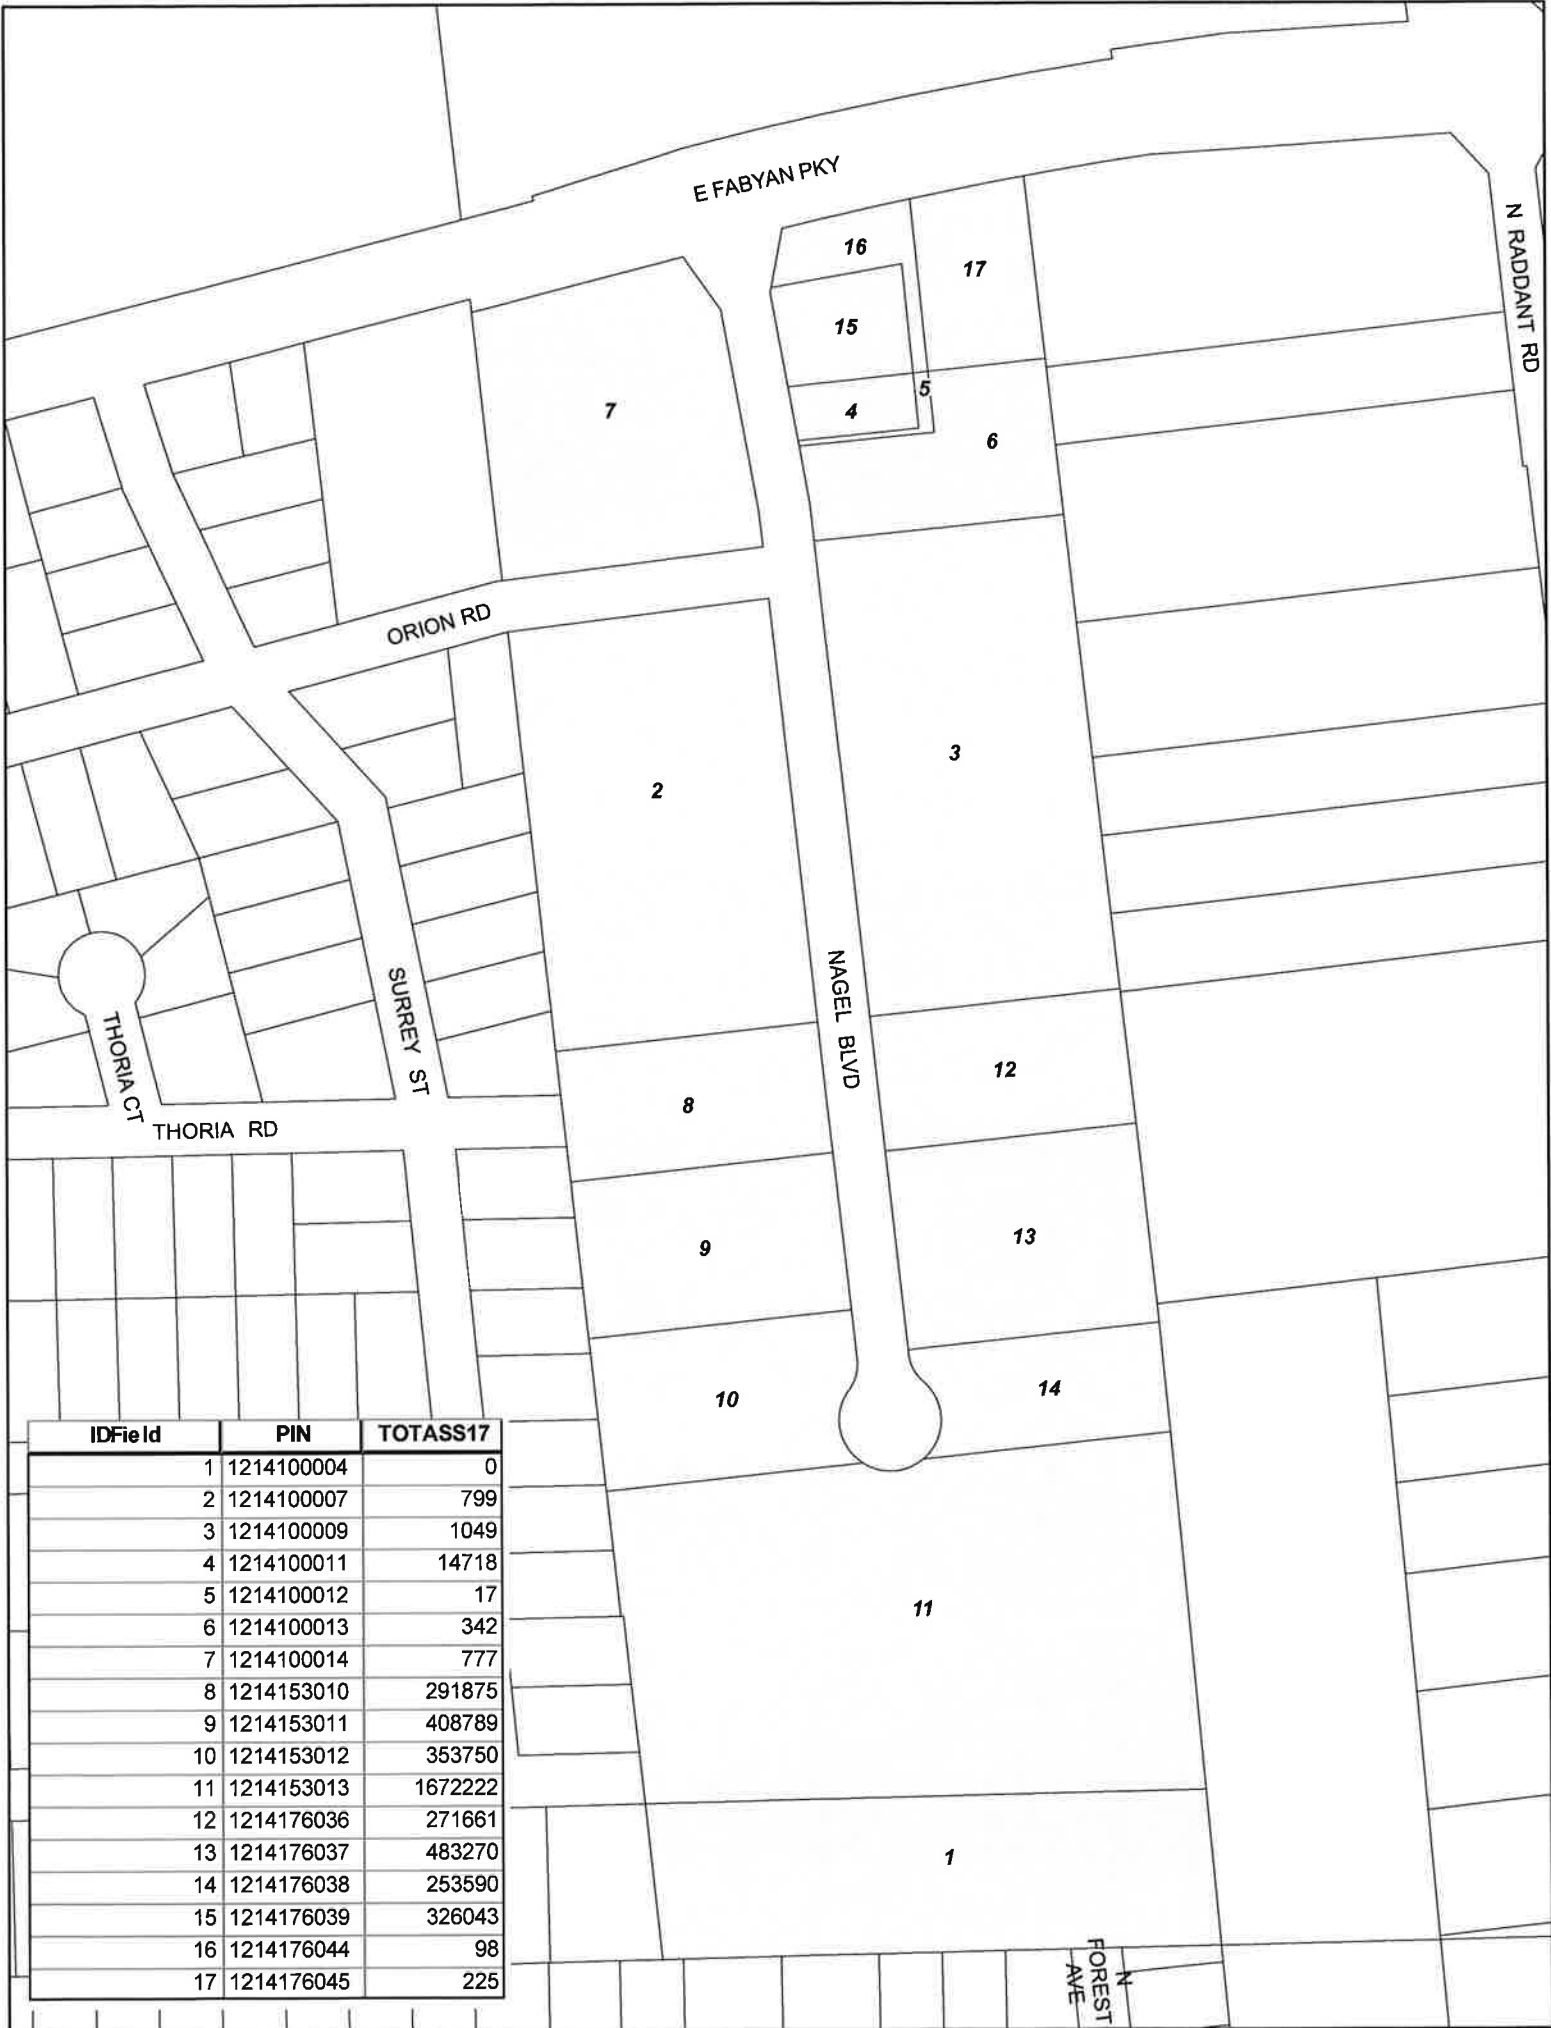 E FABYAN PKY
N RADDANT RD
16
17
15
5
7
4
6
ORION RD
3
2
NAGEL BLVD
SURREY ST
THORIA CT
12
8
THORIA RD
13
9
14
10
IDField PIN TOTASS17
1 1214100004 0
2 1214100007 799
3 1214100009 1049
4 1214100011 14718
5 1214100012 17
6 1214100013 342
7 1214100014 777
8 1214153010 291875
9 1214153011 408789
10 1214153012 353750
11 1214153013 1672222
12 1214176036 271661
13 1214176037 483270
14 1214176038 253590
15 1214176039 326043
16 1214176044 98
17 1214176045 225
11
1
N
FOREST
AVE